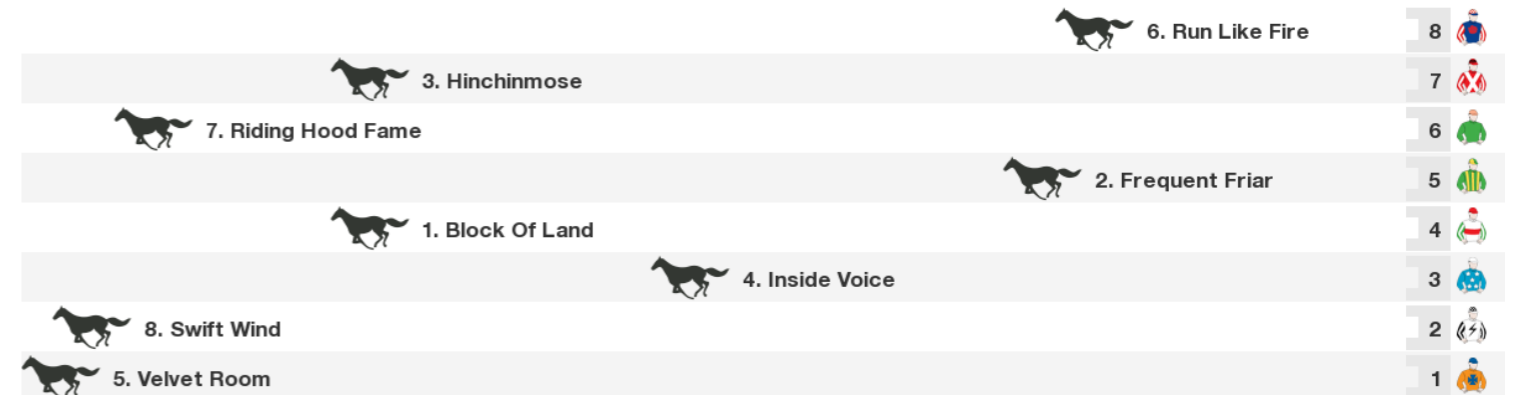 6. Run Like Fire 8
3. Hinchinmose 7
7. Riding Hood Fame 6
2. Frequent Friar 5
1. Block Of Land 4
4. Inside Voice 3
8. Swift Wind 2
5. Velvet Room 1